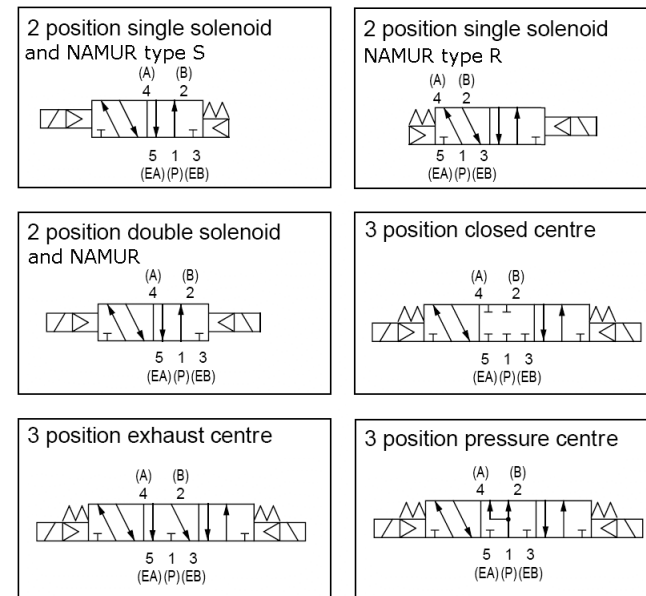 2 position single solenoid
and NAMUR type S
(A) (B)
4 2
5 1 3
(EA) (P) (EB)
2 position single solenoid
NAMUR type R
(A) (B)
4 2
5 1 3
(EA) (P) (EB)
2 position double solenoid
and NAMUR
(A) (B)
4 2
5 1 3
(EA) (P) (EB)
3 position closed centre
(A) (B)
4 2
5 1 3
(EA) (P) (EB)
3 position exhaust centre
(A) (B)
4 2
5 1 3
(EA) (P) (EB)
3 position pressure centre
(A) (B)
4 2
5 1 3
(EA) (P) (EB)